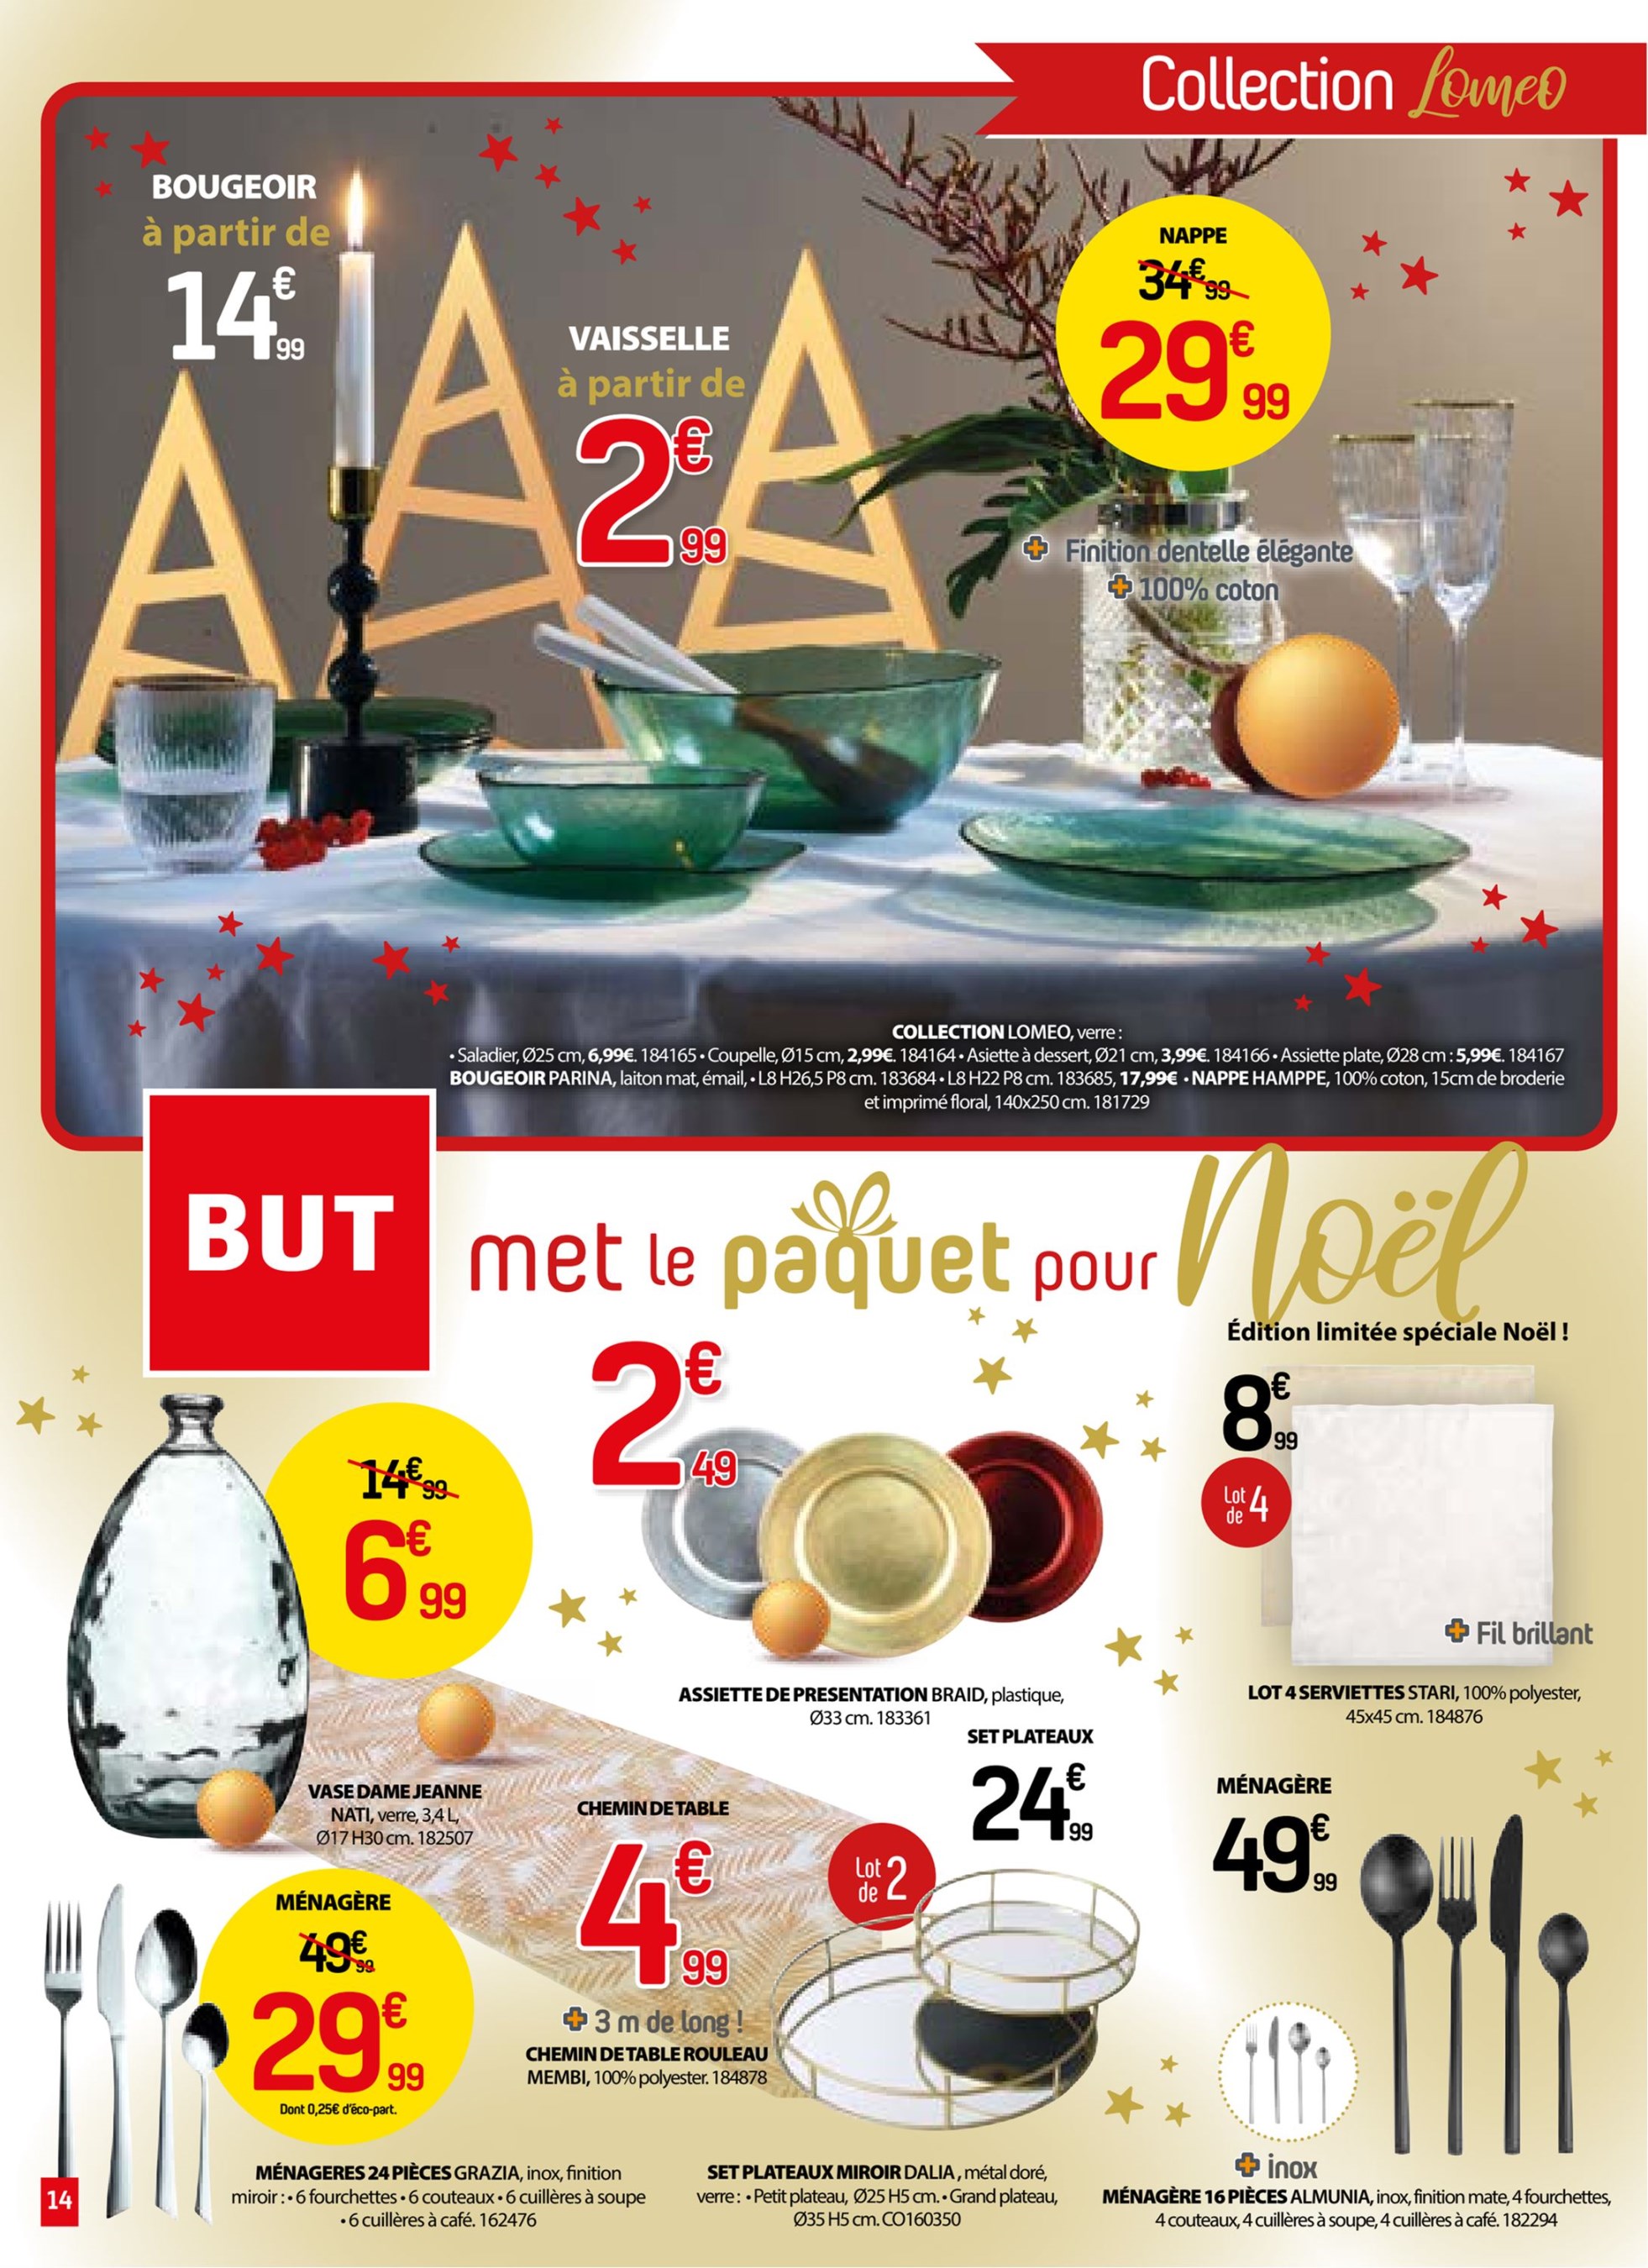 Collection Lomeo
BOUGEOIR
à partir de
14€99
VAISSELLE
à partir de
2€99
NAPPE
34€99
29€99
Finition dentelle élégante
100% coton
COLLECTION LOMEO, verre :
• Saladier, Ø25 cm, 6,99€. 184165 • Coupelle, Ø15 cm, 2,99€. 184164 • Asiette à dessert, Ø21 cm, 3,99€. 184166 • Assiette plate, Ø28 cm : 5,99€. 184167
BOUGEOIR PARINA, laiton mat, émail, • L8 H26,5 P8 cm. 183684 • L8 H22 P8 cm. 183685, 17,99€ • NAPPE HAMPPE, 100% coton, 15cm de broderie
et imprimé floral, 140x250 cm. 181729
BUT
met le paquet pour Noël
Édition limitée spéciale Noël !
14€99
6€99
2€49
8€99
Lot
de 4
Fil brillant
ASSIETTE DE PRESENTATION BRAID, plastique,
Ø33 cm. 183361
LOT 4 SERVIETTES STARI, 100% polyester,
45x45 cm. 184876
VASE DAME JEANNE
NATI, verre, 3,4 L,
Ø17 H30 cm. 182507
CHEMIN DE TABLE
4€99
3 m de long !
CHEMIN DE TABLE ROULEAU
MEMBI, 100% polyester. 184878
SET PLATEAUX
24€99
Lot
de 2
MÉNAGÈRE
49€99
MÉNAGÈRE
49€99
29€99
Dont 0,25€ d'éco-part.
inox
MÉNAGERES 24 PIÈCES GRAZIA, inox, finition
miroir : • 6 fourchettes • 6 couteaux • 6 cuillères à soupe
• 6 cuillères à café. 162476
SET PLATEAUX MIROIR DALIA , métal doré,
verre : • Petit plateau, Ø25 H5 cm. • Grand plateau,
Ø35 H5 cm. CO160350
MÉNAGÈRE 16 PIÈCES ALMUNIA, inox, finition mate, 4 fourchettes,
4 couteaux, 4 cuillères à soupe, 4 cuillères à café. 182294
14